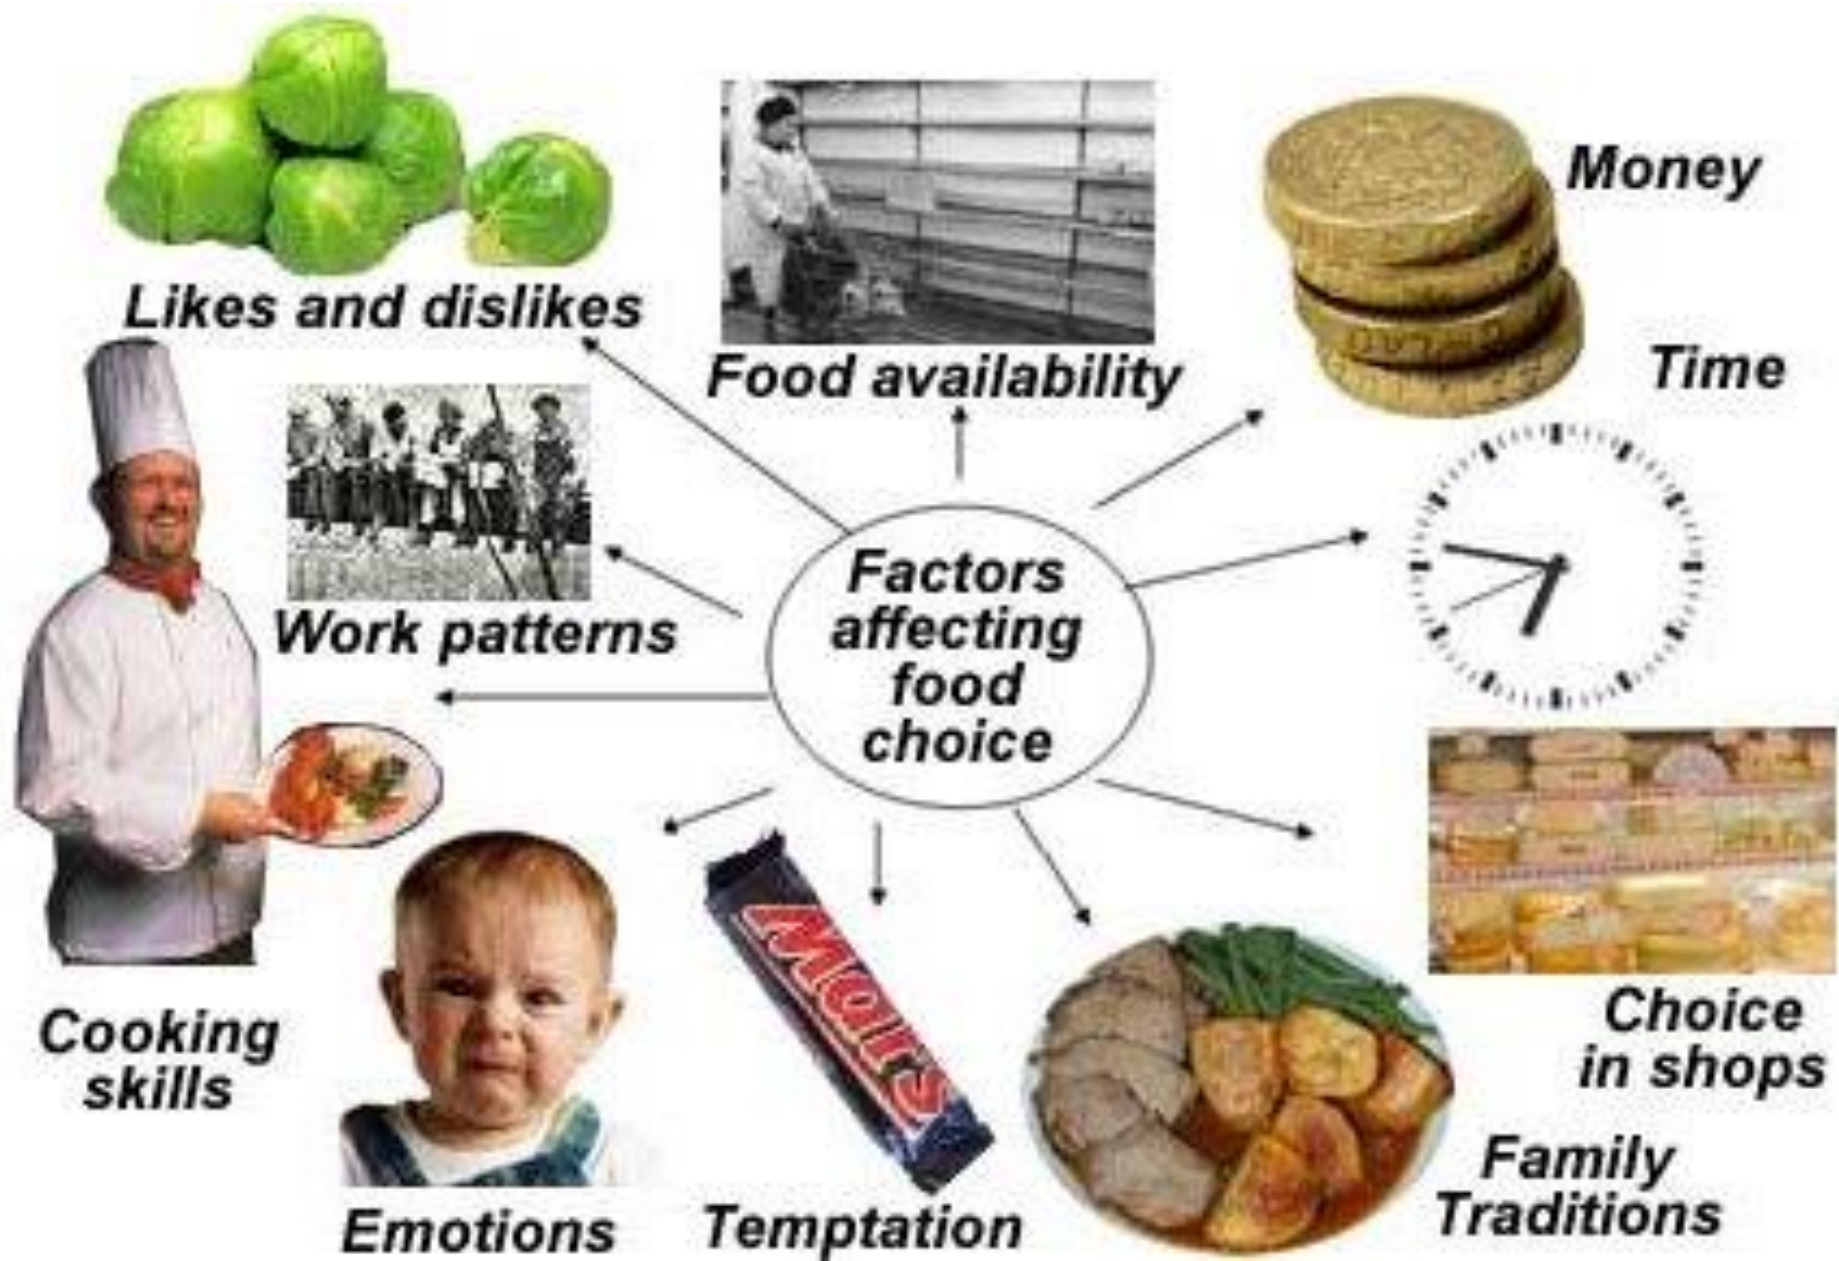 Likes and dislikes
Food availability
Money
Time
Work patterns
Factors
affecting
food
choice
Cooking
skills
Emotions
Mars
Temptation
Family
Traditions
Choice
in shops